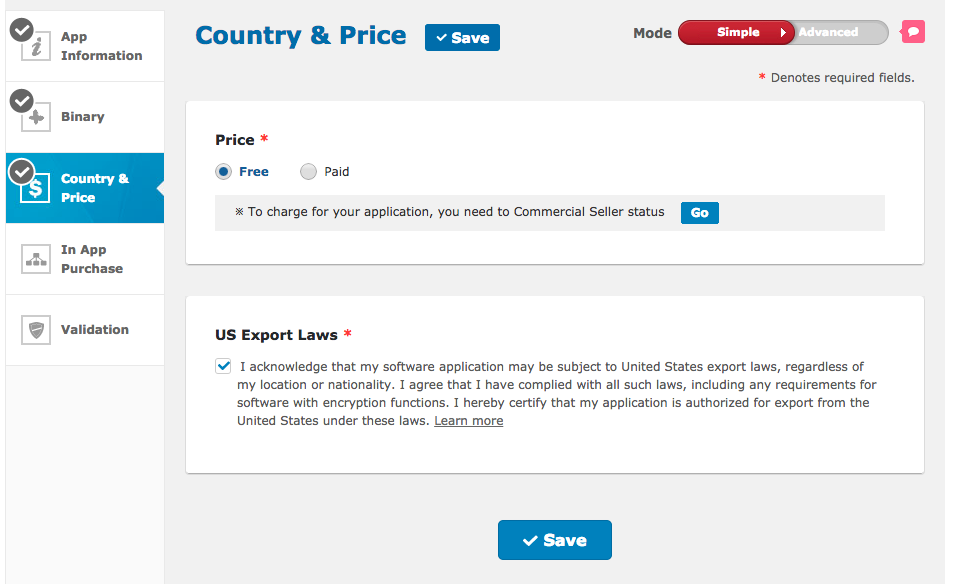 App
Information
Binary
Country &
Price
In App
Purchase
Validation
Country & Price
Save
Mode
Simple
Advanced
* Denotes required fields.
Price *
Free
Paid
※ To charge for your application, you need to Commercial Seller status
Go
US Export Laws *
I acknowledge that my software application may be subject to United States export laws, regardless of
my location or nationality. I agree that I have complied with all such laws, including any requirements for
software with encryption functions. I hereby certify that my application is authorized for export from the
United States under these laws. Learn more
Save